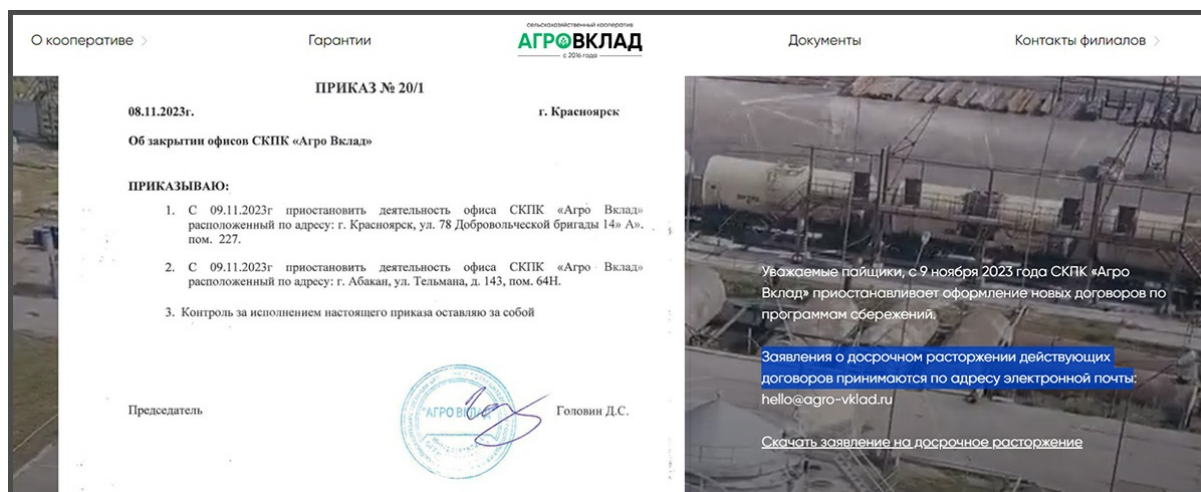 О кооперативе
Гарантии
сельскохозяйственный кооператив
АГРОВКЛАД
с 2016 года
Документы
Контакты филиалов
ПРИКАЗ № 20/1
08.11.2023г.
г. Красноярск
Об закрытии офисов СКПК «Агро Вклад»
ПРИКАЗЫВАЮ:
1. С 09.11.2023г приостановить деятельность офиса СКПК «Агро Вклад»
расположенный по адресу: г. Красноярск, ул. 78 Добровольческой бригады 14» А».
пом. 227.
2. С 09.11.2023г приостановить деятельность офиса СКПК «Агро Вклад»
расположенный по адресу: г. Абакан, ул. Тельмана, д. 143, пом. 64Н.
3. Контроль за исполнением настоящего приказа оставляю за собой
Председатель
"АГРО ВКЛАД"
Головин Д.С.
Уважаемые пайщики, с 9 ноября 2023 года СКПК «Агро
Вклад» приостанавливает оформление новых договоров по
программам сбережений.
Заявления о досрочном расторжении действующих
договоров принимаются по адресу электронной почты:
hello@agro-vklad.ru
Скачать заявление на досрочное расторжение